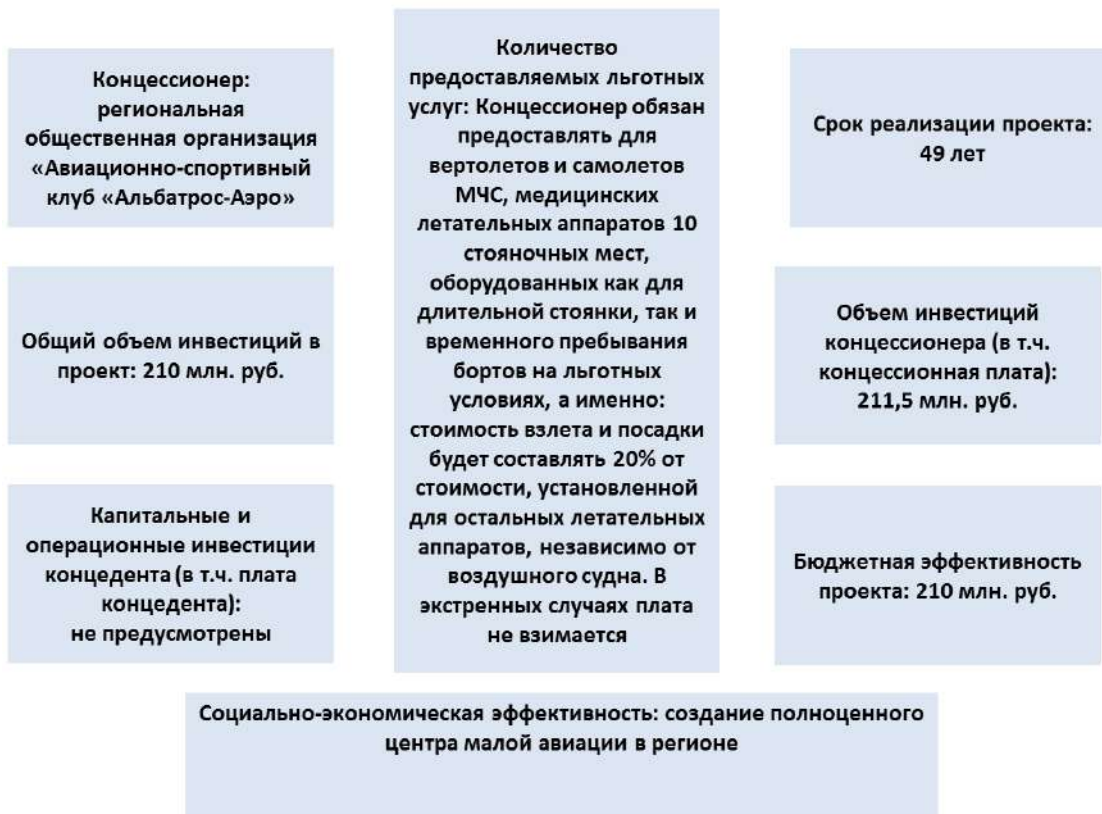 Концессионер:
региональная
общественная организация
«Авиационно-спортивный
клуб «Альбатрос-Аэро»
Общий объем инвестиций в
проект: 210 млн. руб.
Капитальные и
операционные инвестиции
концедента (в т.ч. плата
концедента):
не предусмотрены
Количество
предоставляемых льготных
услуг: Концессионер обязан
предоставлять для
вертолетов и самолетов
МЧС, медицинских
летательных аппаратов 10
стояночных мест,
оборудованных как для
длительной стоянки, так и
временного пребывания
бортов на льготных
условиях, а именно:
стоимость взлета и посадки
будет составлять 20% от
стоимости, установленной
для остальных летательных
аппаратов, независимо от
воздушного судна. В
экстренных случаях плата
не взимается
Срок реализации проекта:
49 лет
Объем инвестиций
концессионера (в т.ч.
концессионная плата):
211,5 млн. руб.
Бюджетная эффективность
проекта: 210 млн. руб.
Социально-экономическая эффективность: создание полноценного
центра малой авиации в регионе